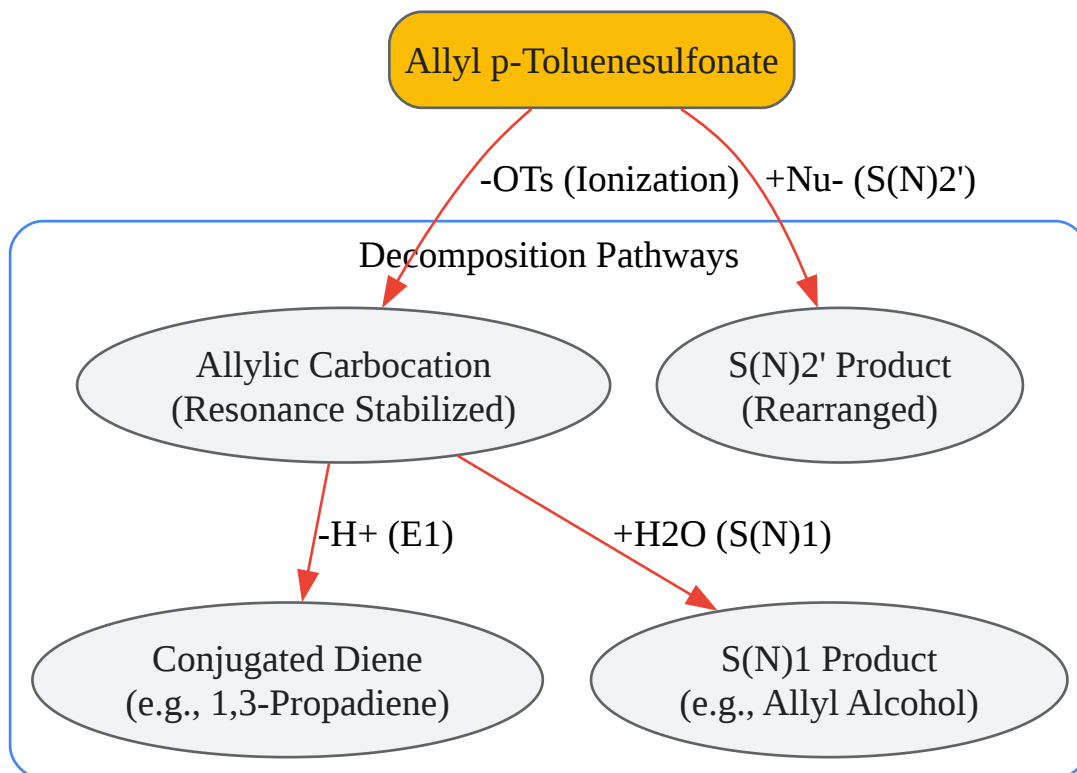 Allyl p-Toluenesulfonate
-OTs (Ionization)
+Nu- (S(N)2')
Decomposition Pathways
Allylic Carbocation
(Resonance Stabilized)
S(N)2' Product
(Rearranged)
-H+ (E1)
+H2O (S(N)1)
Conjugated Diene
(e.g., 1,3-Propadiene)
S(N)1 Product
(e.g., Allyl Alcohol)